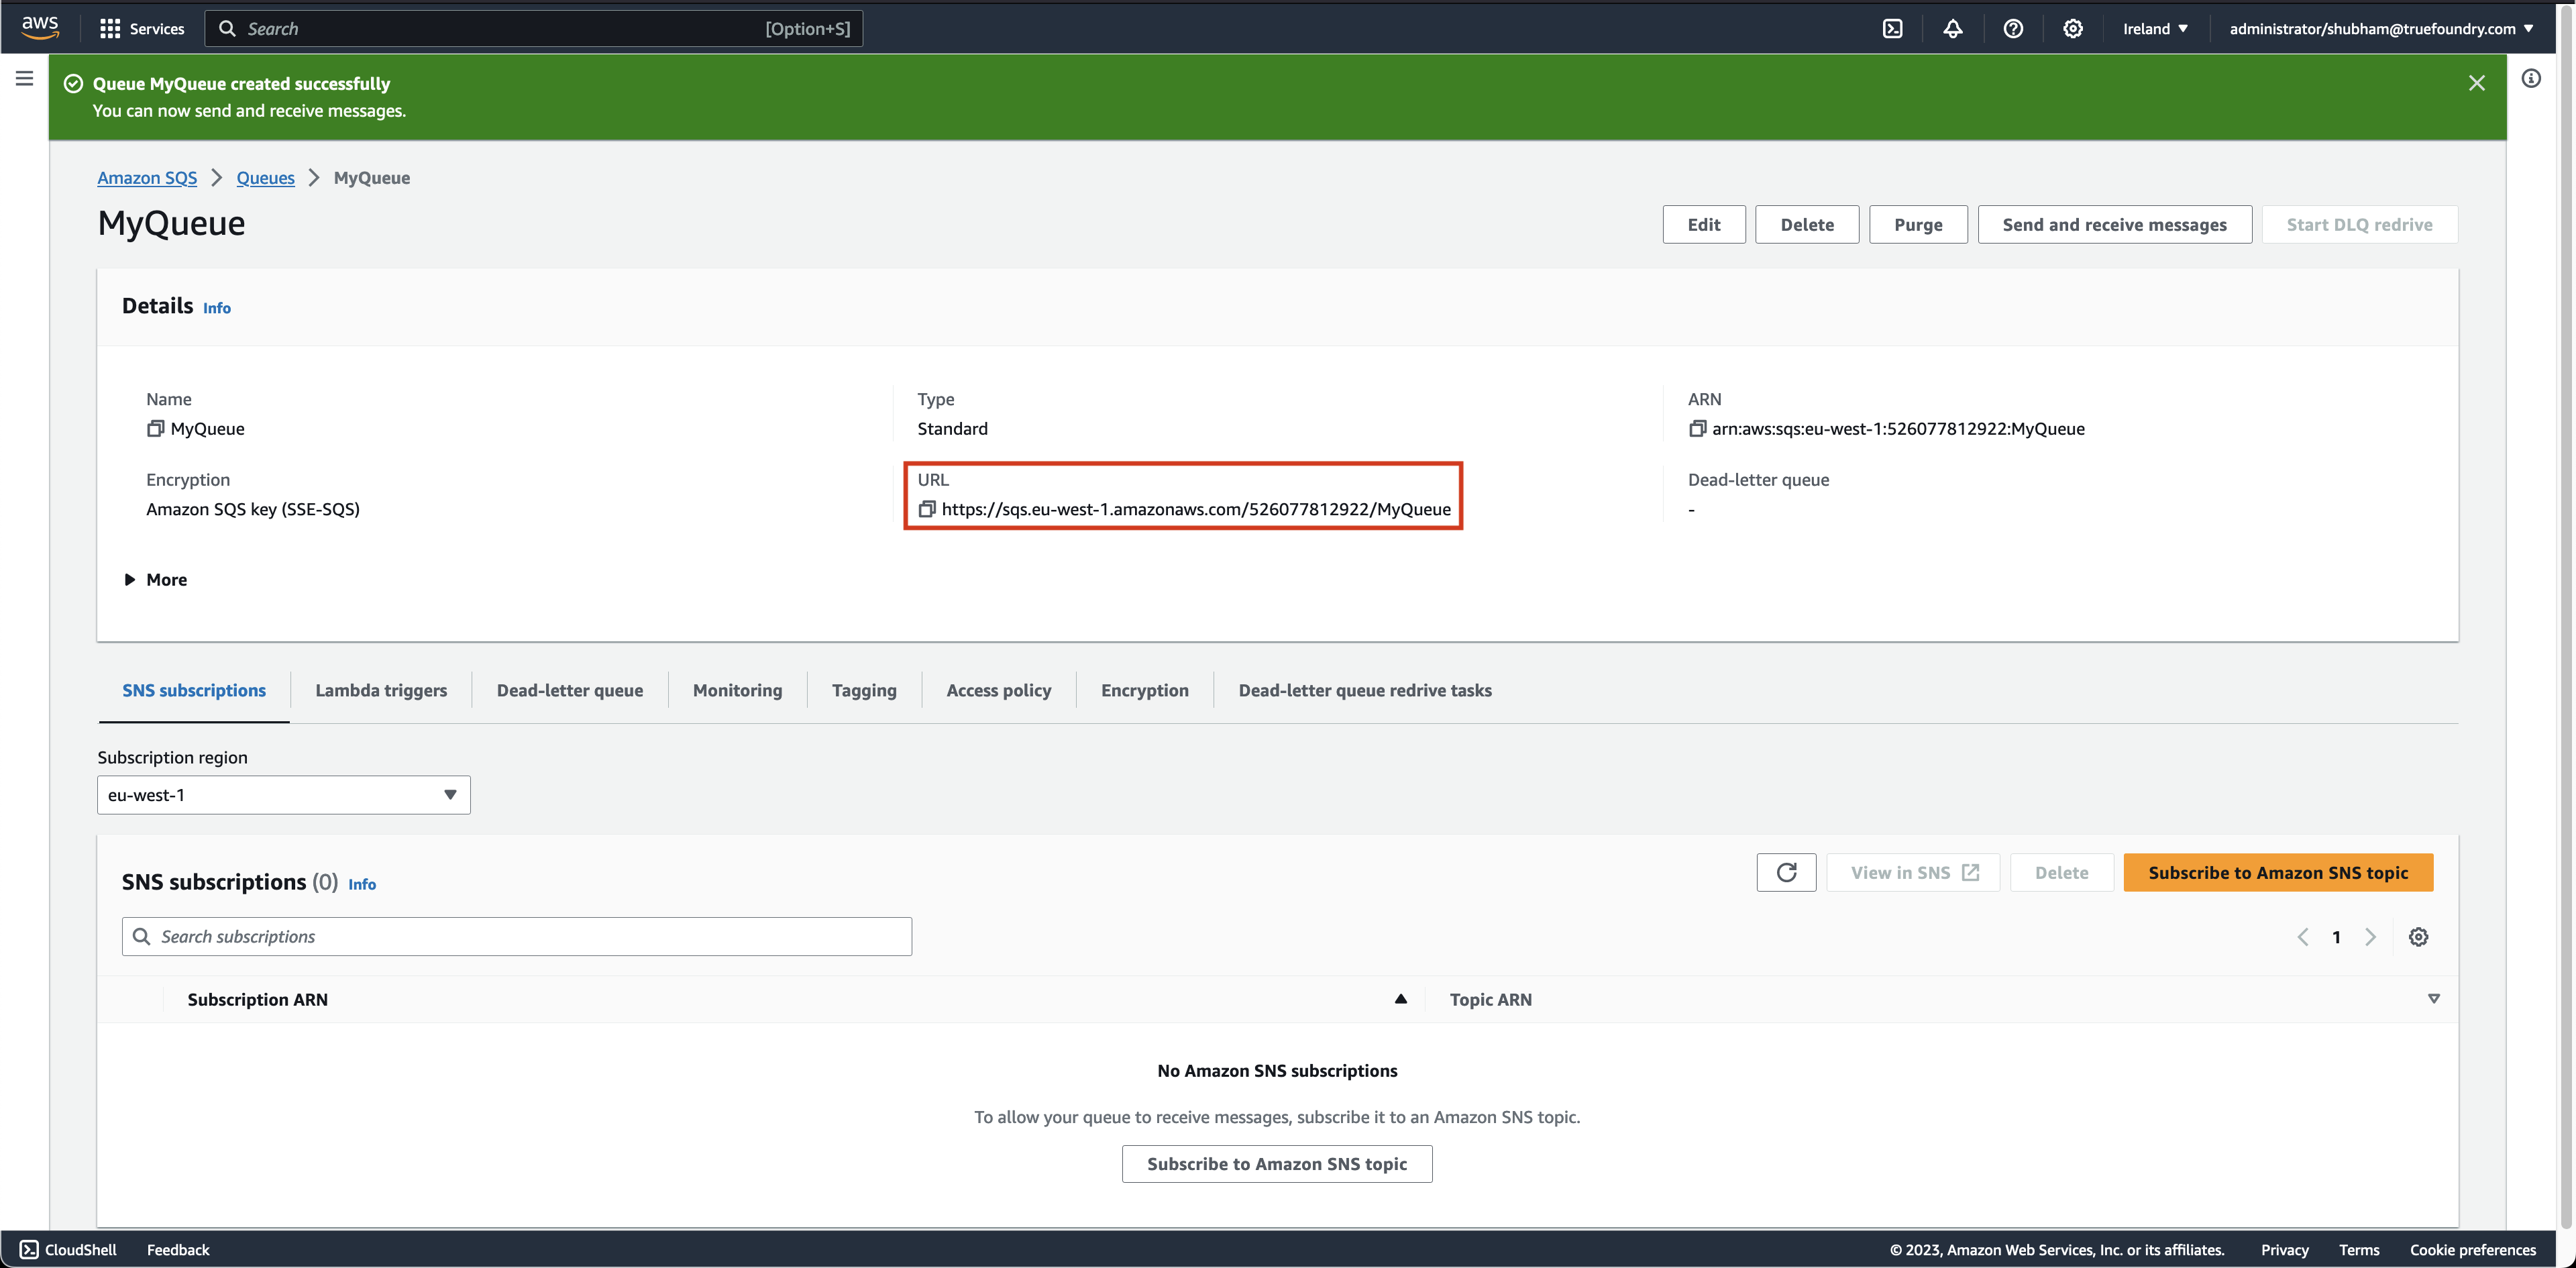 aws
Services
Search
[Option+S]
Ireland
administrator/shubham@truefoundry.com
Queue MyQueue created successfully
You can now send and receive messages.
Amazon SQS
Queues
MyQueue
MyQueue
Edit
Delete
Purge
Send and receive messages
Start DLQ redrive
Details
Info
Name
MyQueue
Type
Standard
ARN
arn:aws:sqs:eu-west-1:526077812922:MyQueue
Encryption
Amazon SQS key (SSE-SQS)
URL
https://sqs.eu-west-1.amazonaws.com/526077812922/MyQueue
Dead-letter queue
-
More
SNS subscriptions
Lambda triggers
Dead-letter queue
Monitoring
Tagging
Access policy
Encryption
Dead-letter queue redrive tasks
Subscription region
eu-west-1
SNS subscriptions (0)
Info
View in SNS
Delete
Subscribe to Amazon SNS topic
Search subscriptions
1
Subscription ARN
Topic ARN
No Amazon SNS subscriptions
To allow your queue to receive messages, subscribe it to an Amazon SNS topic.
Subscribe to Amazon SNS topic
CloudShell
Feedback
© 2023, Amazon Web Services, Inc. or its affiliates.
Privacy
Terms
Cookie preferences